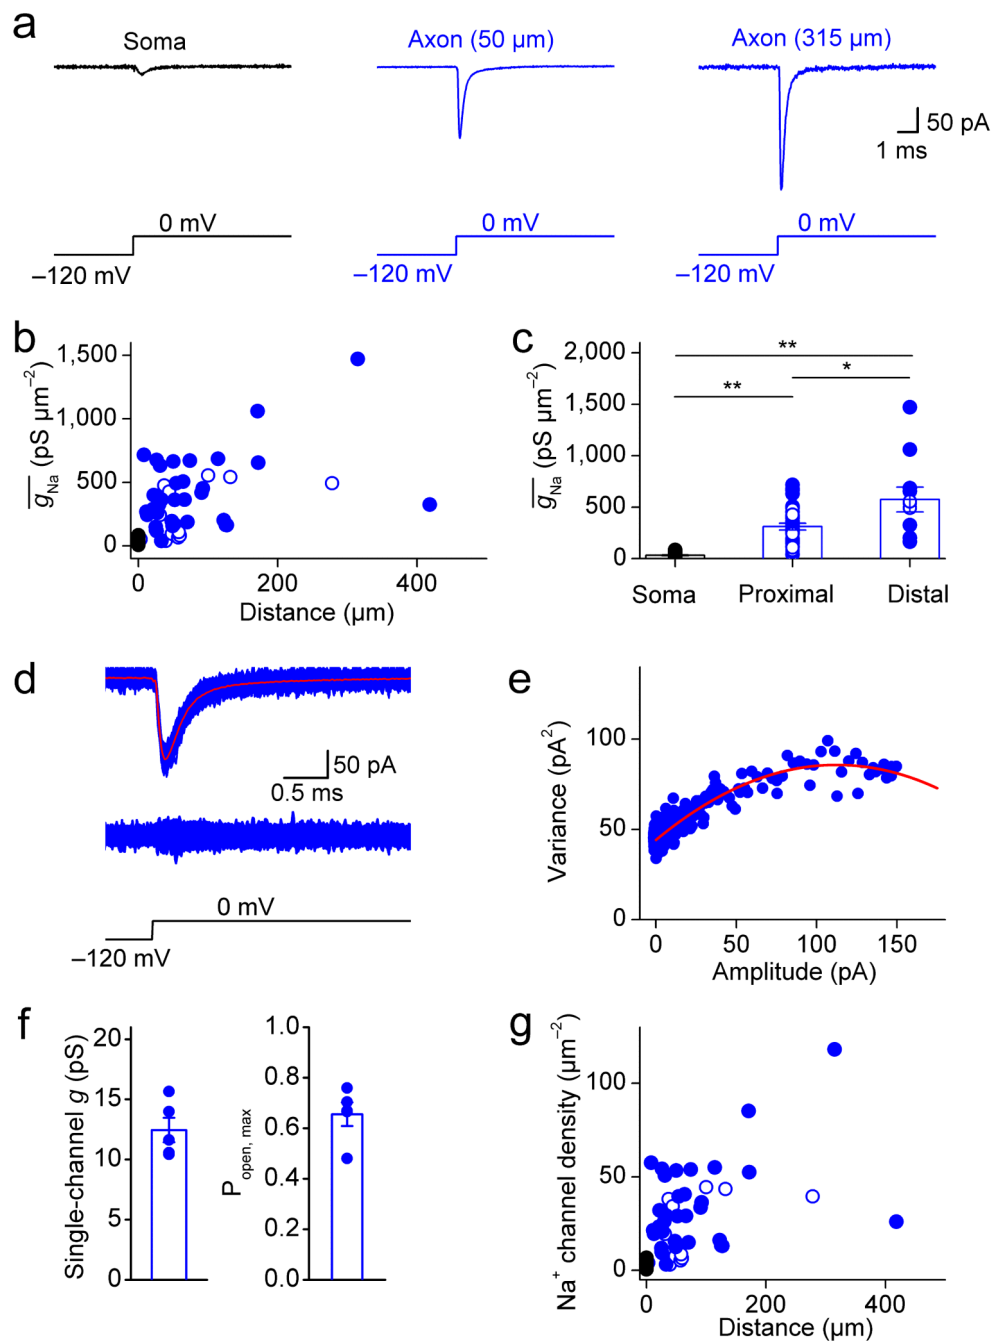 a
Soma
Axon (50 µm)
Axon (315 µm)
50 pA
1 ms
0 mV
0 mV
0 mV
–120 mV
–120 mV
–120 mV
b
g̅Na (pS µm–2)
1,500
1,000
500
0
0
200
400
Distance (µm)
c
g̅Na (pS µm–2)
2,000
1,500
1,000
500
0
**
**
*
Soma
Proximal
Distal
d
50 pA
0.5 ms
0 mV
–120 mV
e
Variance (pA2)
100
50
0
0
50
100
150
Amplitude (pA)
f
Single-channel g (pS)
20
15
10
5
0
Popen, max
1.0
0.8
0.6
0.4
0.2
0.0
g
Na+ channel density (µm–2)
100
50
0
0
200
400
Distance (µm)